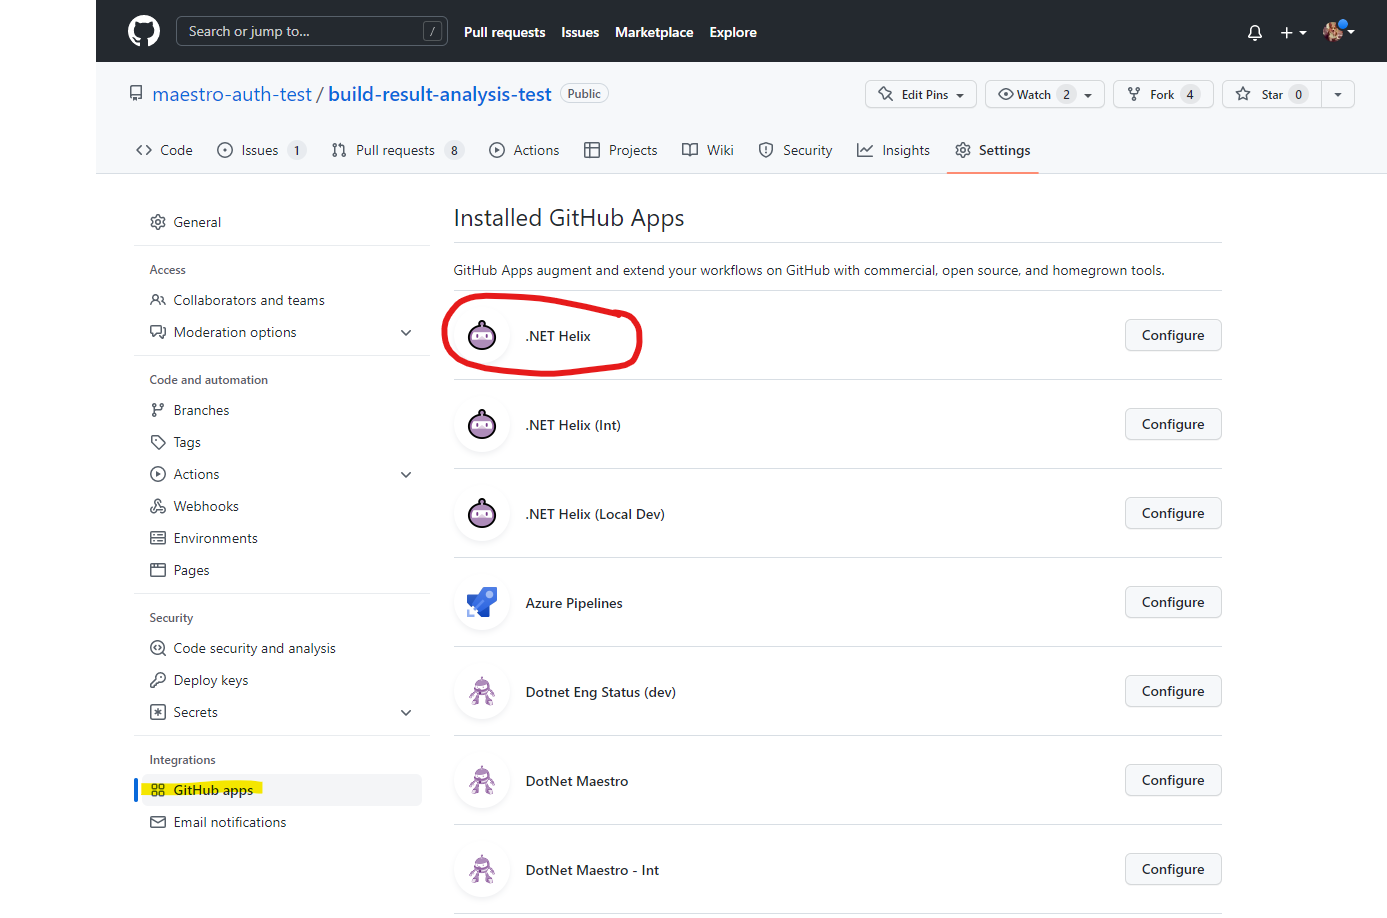 Search or jump to... /
Pull requests Issues Marketplace Explore
maestro-auth-test / build-result-analysis-test Public
Edit Pins Watch 2 Fork 4 Star 0
Code Issues 1 Pull requests 8 Actions Projects Wiki Security Insights Settings
General
Access
Collaborators and teams
Moderation options
Code and automation
Branches
Tags
Actions
Webhooks
Environments
Pages
Security
Code security and analysis
Deploy keys
Secrets
Integrations
GitHub apps
Email notifications
Installed GitHub Apps
GitHub Apps augment and extend your workflows on GitHub with commercial, open source, and homegrown tools.
.NET Helix Configure
.NET Helix (Int) Configure
.NET Helix (Local Dev) Configure
Azure Pipelines Configure
Dotnet Eng Status (dev) Configure
DotNet Maestro Configure
DotNet Maestro - Int Configure